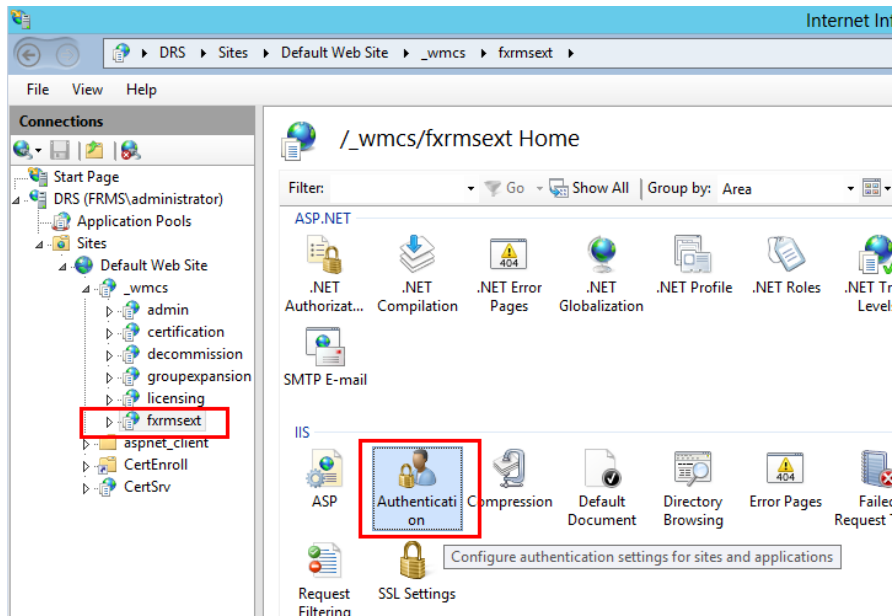 Internet Inf
DRS Sites Default Web Site _wmcs fxrmsext
File View Help
Connections
Start Page
DRS (FRMS\administrator)
Application Pools
Sites
Default Web Site
_wmcs
admin
certification
decommission
groupexpansion
licensing
fxrmsext
aspnet_client
CertEnroll
CertSrv
/_wmcs/fxrmsext Home
Filter: Go Show All Group by: Area
ASP.NET
.NET Authorizat...
.NET Compilation
.NET Error Pages
.NET Globalization
.NET Profile
.NET Roles
.NET Tr
Levels
SMTP E-mail
IIS
ASP
Authenticati
on
Compression
Default
Document
Directory
Browsing
Error Pages
Failed
Request T
Configure authentication settings for sites and applications
Request
Filtering
SSL Settings